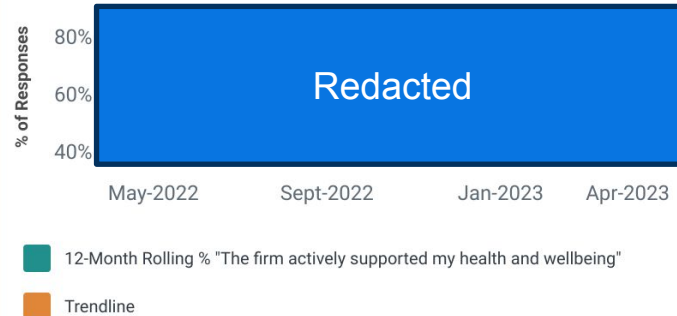 % of Responses
80%
60%
40%
Redacted
May-2022 Sept-2022 Jan-2023 Apr-2023
12-Month Rolling % "The firm actively supported my health and wellbeing"
Trendline